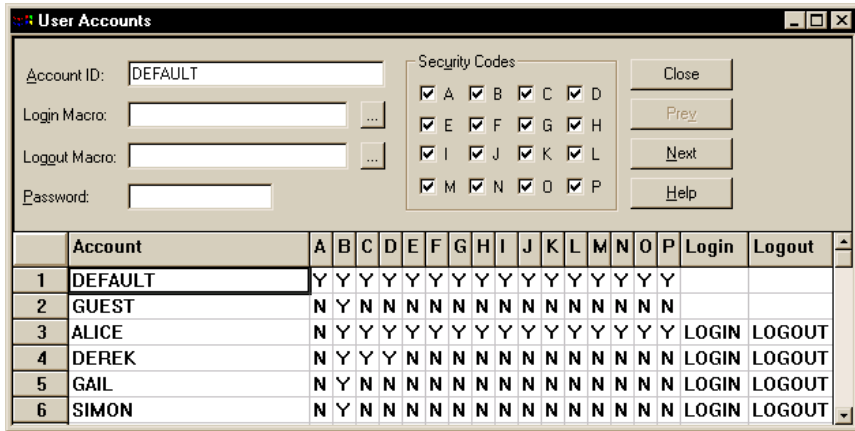 User Accounts
Account ID: DEFAULT
Login Macro: ...
Logout Macro: ...
Password:
Security Codes
A B C D
E F G H
I J K L
M N O P
Close
Prev
Next
Help
Account A B C D E F G H I J K L M N O P Login Logout
1 DEFAULT Y Y Y Y Y Y Y Y Y Y Y Y Y Y Y Y
2 GUEST N Y N N N N N N N N N N N N N N
3 ALICE N Y Y Y Y Y Y Y Y Y Y Y Y Y Y Y LOGIN LOGOUT
4 DEREK N Y Y Y N N N N N N N N N N N N LOGIN LOGOUT
5 GAIL N Y N N N N N N N N N N N N N N LOGIN LOGOUT
6 SIMON N Y N N N N N N N N N N N N N N LOGIN LOGOUT